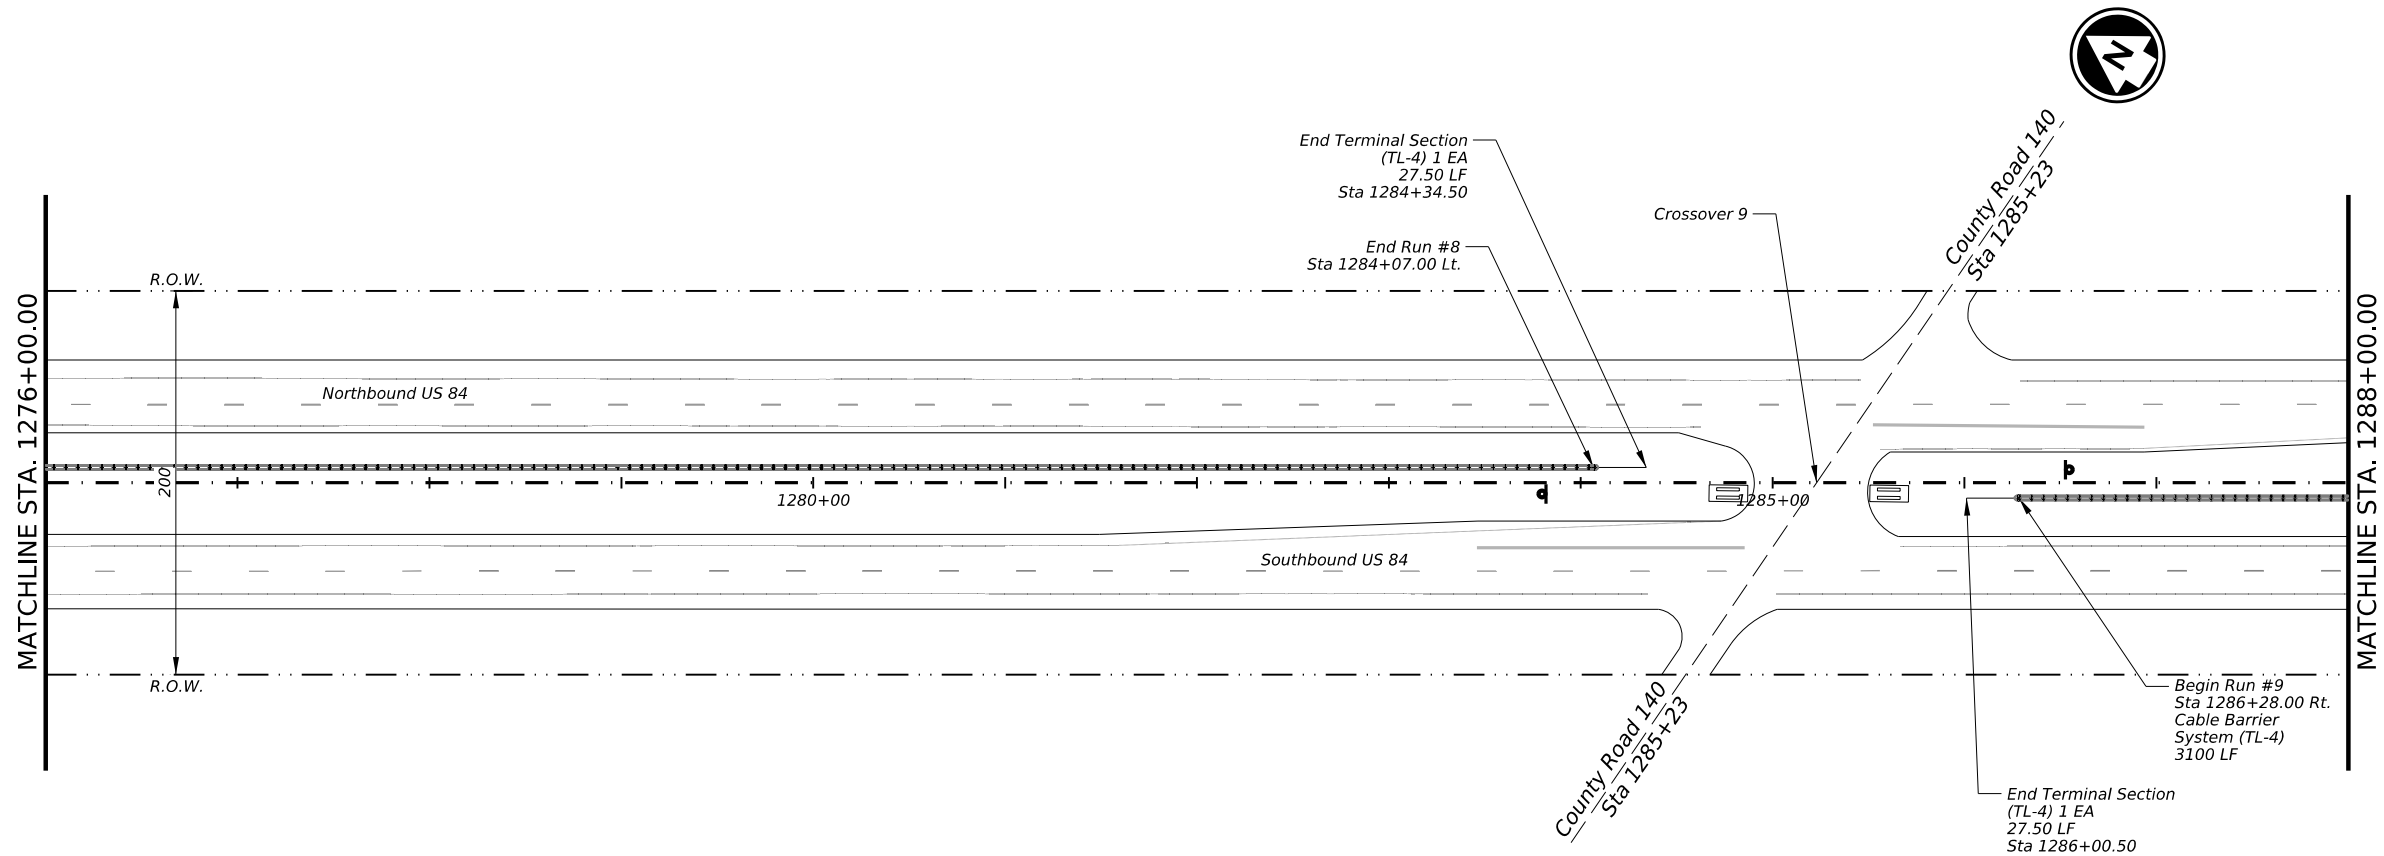 N
County Road 140
Sta 1285+23
End Terminal Section
(TL-4) 1 EA
27.50 LF
Sta 1284+34.50
Crossover 9
End Run #8
Sta 1284+07.00 Lt.
R.O.W.
MATCHLINE STA. 1276+00.00
MATCHLINE STA. 1288+00.00
Northbound US 84
200
1280+00
1285+00
Southbound US 84
R.O.W.
County Road 140
Sta 1285+23
Begin Run #9
Sta 1286+28.00 Rt.
Cable Barrier
System (TL-4)
3100 LF
End Terminal Section
(TL-4) 1 EA
27.50 LF
Sta 1286+00.50